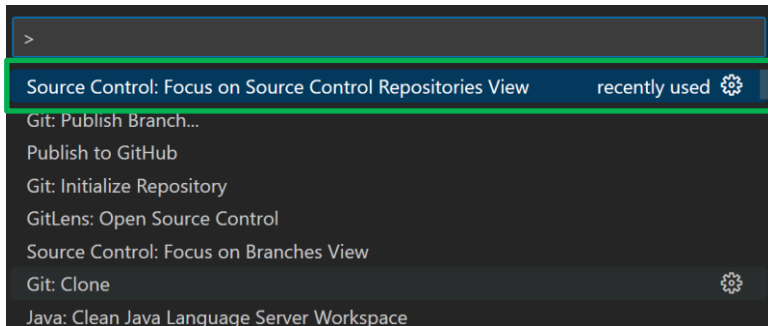 >
Source Control: Focus on Source Control Repositories View recently used
Git: Publish Branch...
Publish to GitHub
Git: Initialize Repository
GitLens: Open Source Control
Source Control: Focus on Branches View
Git: Clone
Java: Clean Java Language Server Workspace